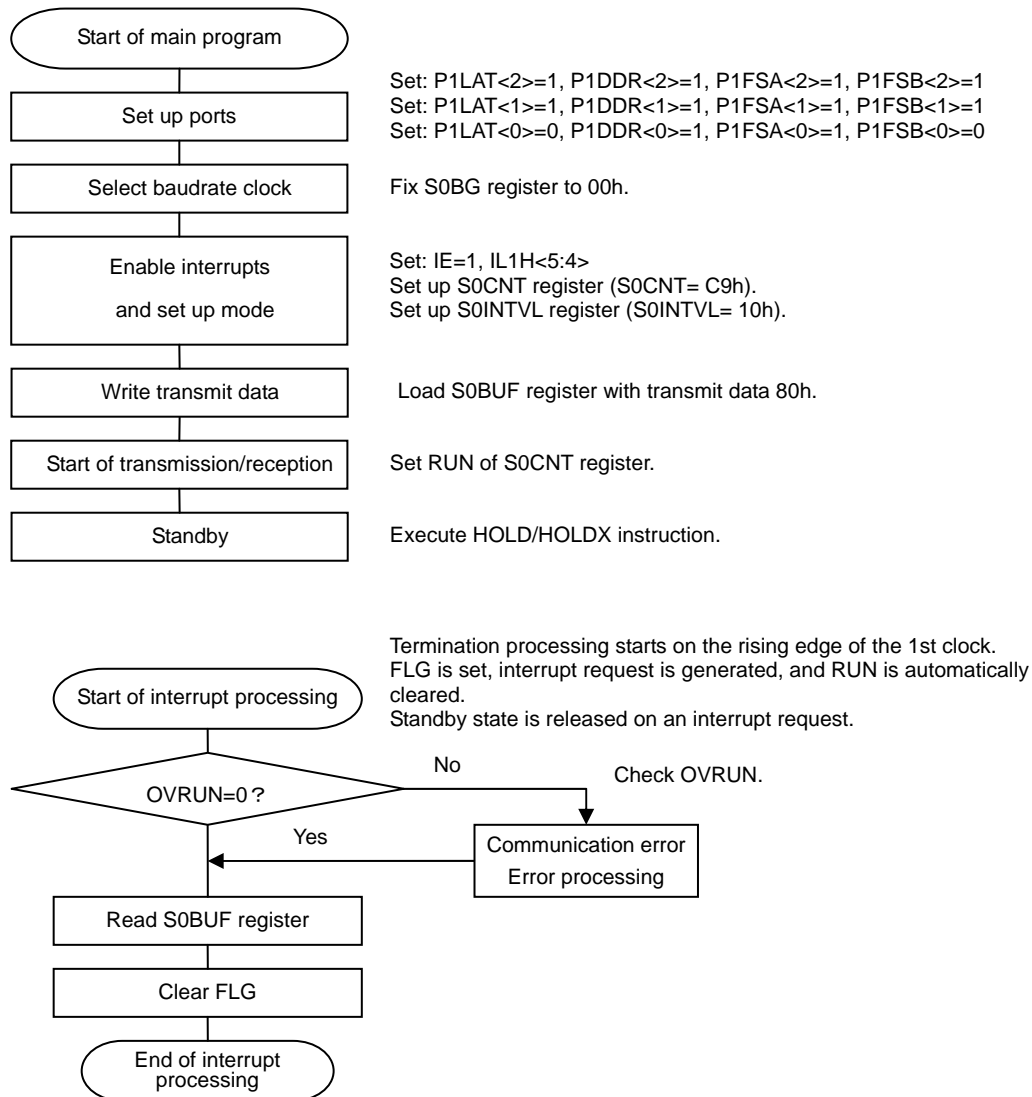 Start of main program
Set: P1LAT<2>=1, P1DDR<2>=1, P1FSA<2>=1, P1FSB<2>=1
Set: P1LAT<1>=1, P1DDR<1>=1, P1FSA<1>=1, P1FSB<1>=1
Set: P1LAT<0>=0, P1DDR<0>=1, P1FSA<0>=1, P1FSB<0>=0
Set up ports
Select baudrate clock
Fix S0BG register to 00h.
Enable interrupts
and set up mode
Set: IE=1, IL1H<5:4>
Set up S0CNT register (S0CNT= C9h).
Set up S0INTVL register (S0INTVL= 10h).
Write transmit data
Load S0BUF register with transmit data 80h.
Start of transmission/reception
Set RUN of S0CNT register.
Standby
Execute HOLD/HOLDX instruction.
Termination processing starts on the rising edge of the 1st clock.
FLG is set, interrupt request is generated, and RUN is automatically
cleared.
Standby state is released on an interrupt request.
Start of interrupt processing
OVRUN=0？
No
Check OVRUN.
Yes
Communication error
Error processing
Read S0BUF register
Clear FLG
End of interrupt
processing